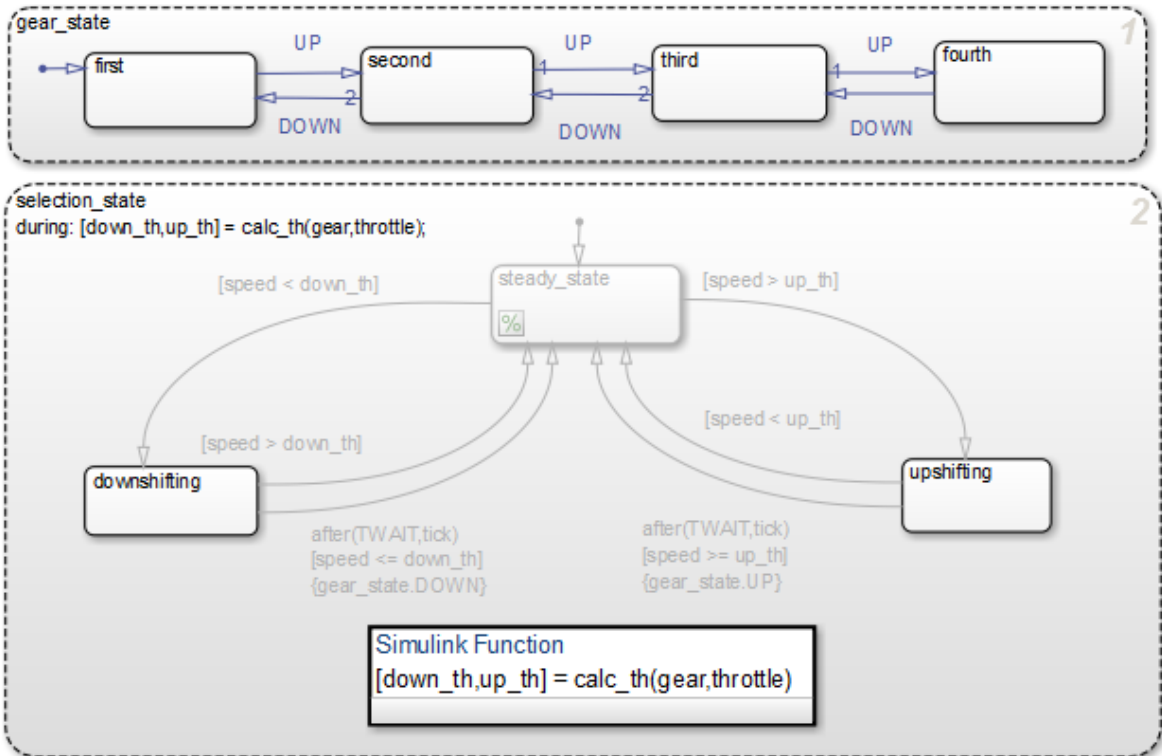 gear_state
1
UP
UP
UP
first
second
third
fourth
1
1
2
2
DOWN
DOWN
DOWN
selection_state
2
during: [down_th,up_th] = calc_th(gear,throttle);
[speed < down_th]
steady_state
[speed > up_th]
%
[speed > down_th]
[speed < up_th]
downshifting
upshifting
after(TWAIT,tick)
[speed <= down_th]
{gear_state.DOWN}
after(TWAIT,tick)
[speed >= up_th]
{gear_state.UP}
Simulink Function
[down_th,up_th] = calc_th(gear,throttle)